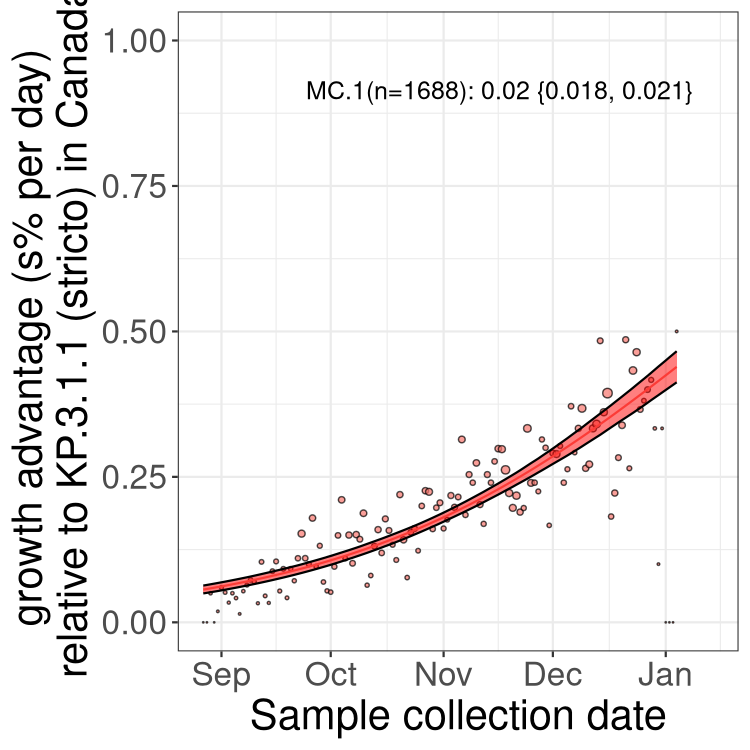 growth advantage (s% per day)
relative to KP.3.1.1 (stricto) in Canada
1.00
0.75
0.50
0.25
0.00
MC.1(n=1688): 0.02 {0.018, 0.021}
Sep Oct Nov Dec Jan
Sample collection date